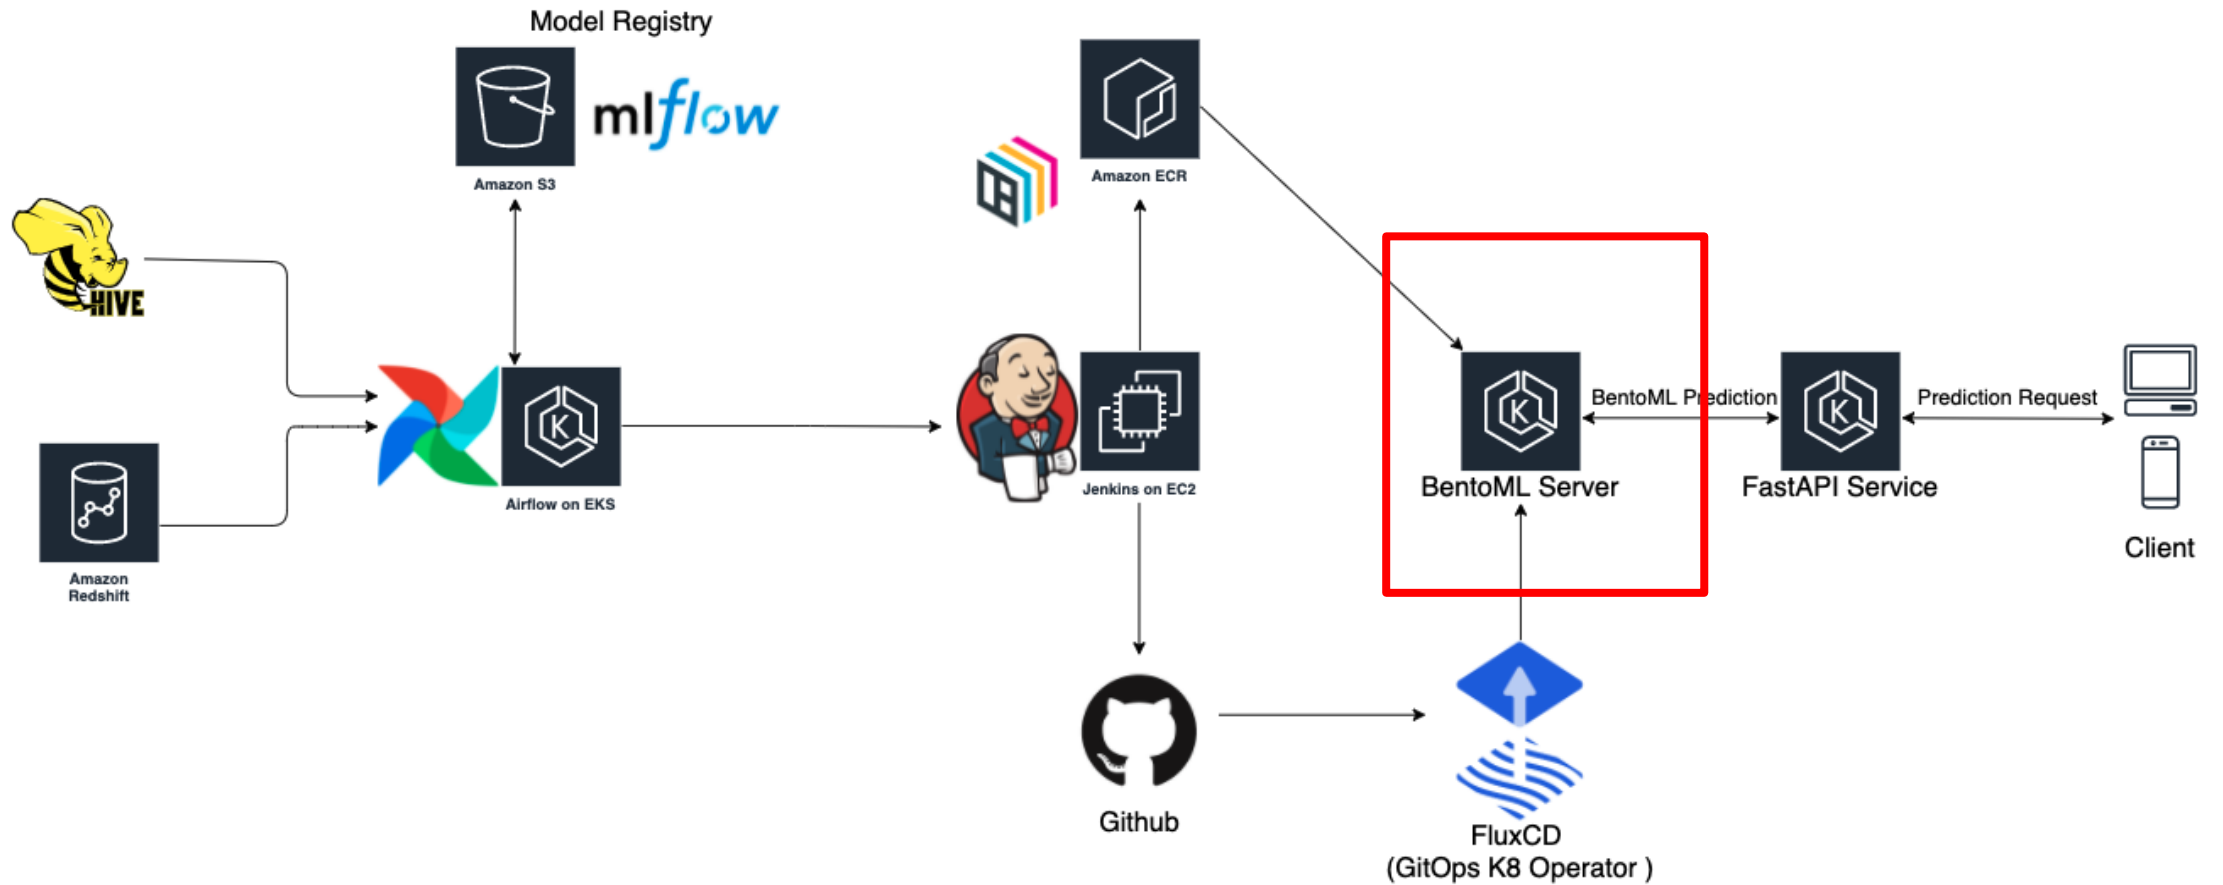 Model Registry
mlflow
Amazon S3
Amazon ECR
HIVE
BentoML Prediction
Prediction Request
K
K
K
Airflow on EKS
Jenkins on EC2
BentoML Server
FastAPI Service
Client
Amazon
Redshift
Github
FluxCD
(GitOps K8 Operator )